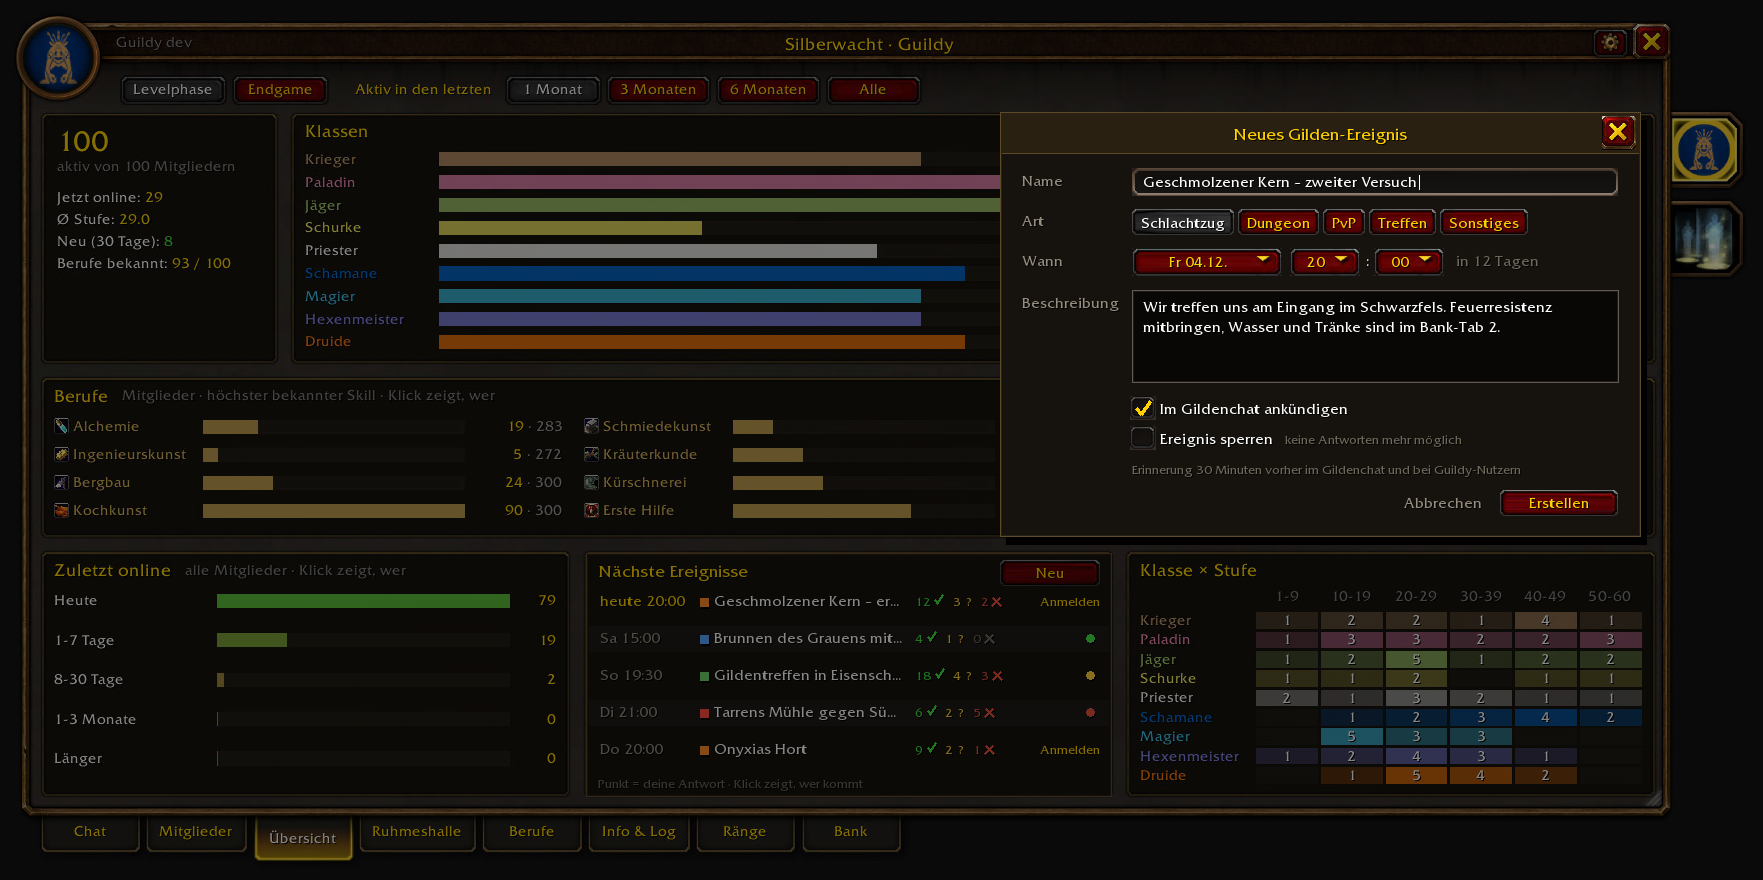 Guildy dev
Silberwacht · Guildy
Levelphase
Endgame
Aktiv in den letzten
1 Monat
3 Monaten
6 Monaten
Alle
100
aktiv von 100 Mitgliedern
Jetzt online: 29
Ø Stufe: 29.0
Neu (30 Tage): 8
Berufe bekannt: 93 / 100
Klassen
Krieger
Paladin
Jäger
Schurke
Priester
Schamane
Magier
Hexenmeister
Druide
Neues Gilden-Ereignis
Name
Geschmolzener Kern - zweiter Versuch
Art
Schlachtzug
Dungeon
PvP
Treffen
Sonstiges
Wann
Fr 04.12.
20
:
00
in 12 Tagen
Beschreibung
Wir treffen uns am Eingang im Schwarzfels. Feuerresistenz
mitbringen, Wasser und Tränke sind im Bank-Tab 2.
Im Gildenchat ankündigen
Ereignis sperren keine Antworten mehr möglich
Erinnerung 30 Minuten vorher im Gildenchat und bei Guildy-Nutzern
Abbrechen
Erstellen
Berufe Mitglieder · höchster bekannter Skill · Klick zeigt, wer
Alchemie 19 · 283
Ingenieurskunst 5 · 272
Bergbau 24 · 300
Kochkunst 90 · 300
Schmiedekunst
Kräuterkunde
Kürschnerei
Erste Hilfe
Zuletzt online alle Mitglieder · Klick zeigt, wer
Heute 79
1-7 Tage 19
8-30 Tage 2
1-3 Monate 0
Länger 0
Nächste Ereignisse
Neu
heute 20:00 Geschmolzener Kern - er... 12 3 ? 2 Anmelden
Sa 15:00 Brunnen des Grauens mit... 4 1 ? 0
So 19:30 Gildentreffen in Eisensch... 18 4 ? 3
Di 21:00 Tarrens Mühle gegen Sü... 6 2 ? 5
Do 20:00 Onyxias Hort 9 2 ? 1 Anmelden
Punkt = deine Antwort · Klick zeigt, wer kommt
Klasse × Stufe
1-9 10-19 20-29 30-39 40-49 50-60
Krieger 1 2 2 1 4 1
Paladin 1 3 3 2 2 3
Jäger 1 2 5 1 2 2
Schurke 1 1 2 1 1
Priester 2 1 3 2 1 1
Schamane 1 2 3 4 2
Magier 5 3 3
Hexenmeister 1 2 4 3 1
Druide 1 5 4 2
Chat
Mitglieder
Übersicht
Ruhmeshalle
Berufe
Info & Log
Ränge
Bank